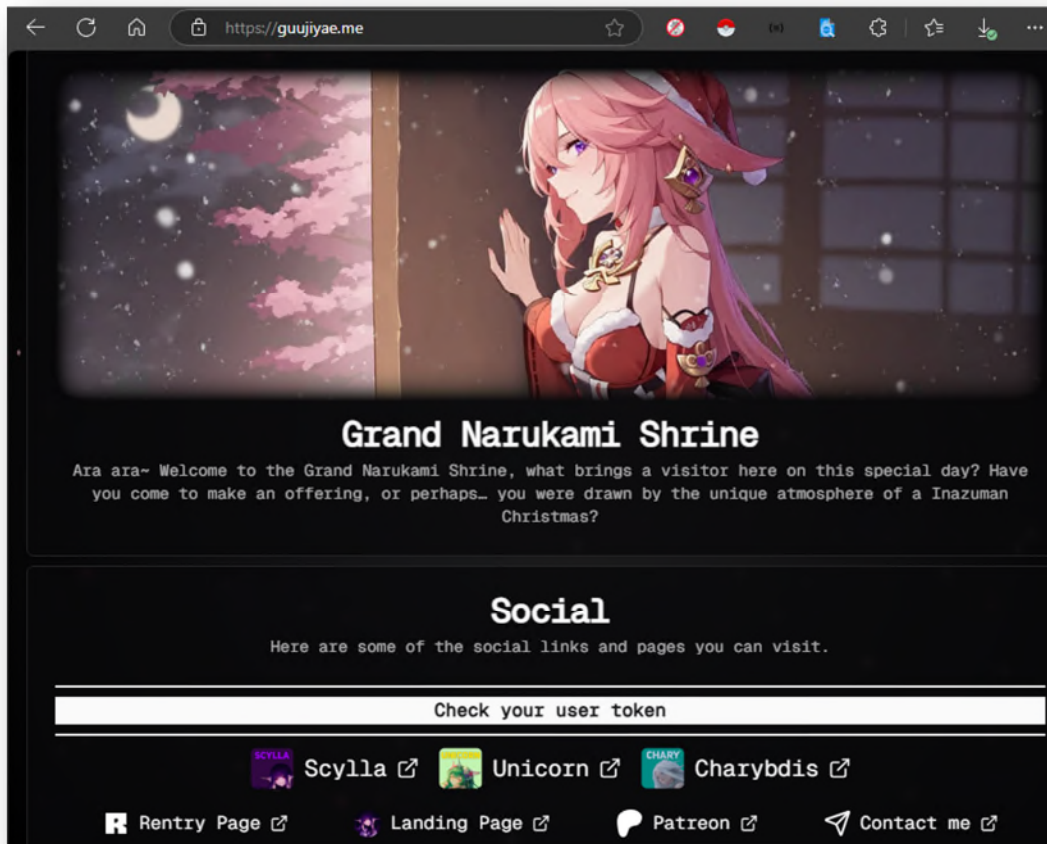 https://guujiyae.me
Grand Narukami Shrine
Ara ara~ Welcome to the Grand Narukami Shrine, what brings a visitor here on this special day? Have
you come to make an offering, or perhaps… you were drawn by the unique atmosphere of a Inazuman
Christmas?
Social
Here are some of the social links and pages you can visit.
Check your user token
SCYLLA Scylla Unicorn CHARY Charybdis
R Rentry Page Landing Page Patreon Contact me